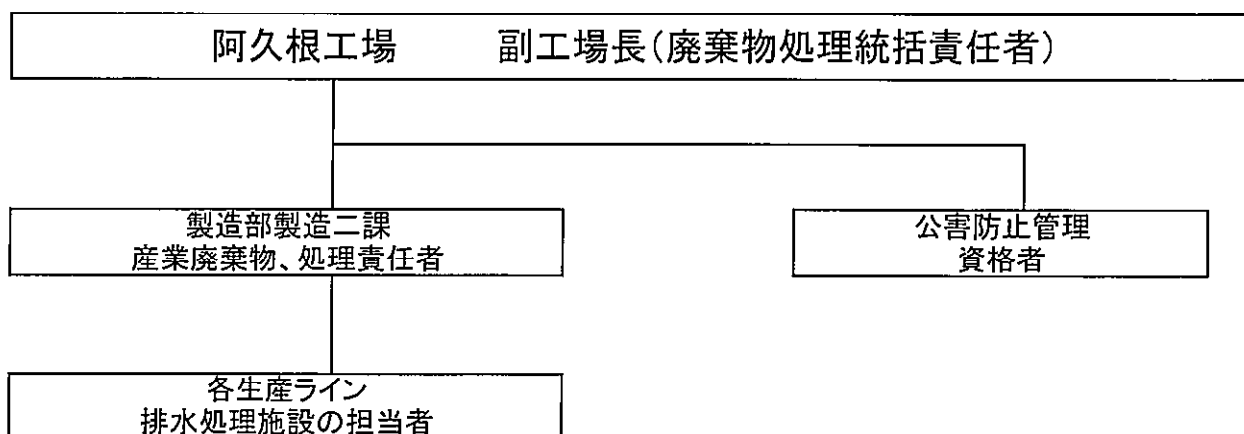 阿久根工場　　副工場長(廃棄物処理統括責任者)
製造部製造二課
産業廃棄物、処理責任者
公害防止管理
資格者
各生産ライン
排水処理施設の担当者